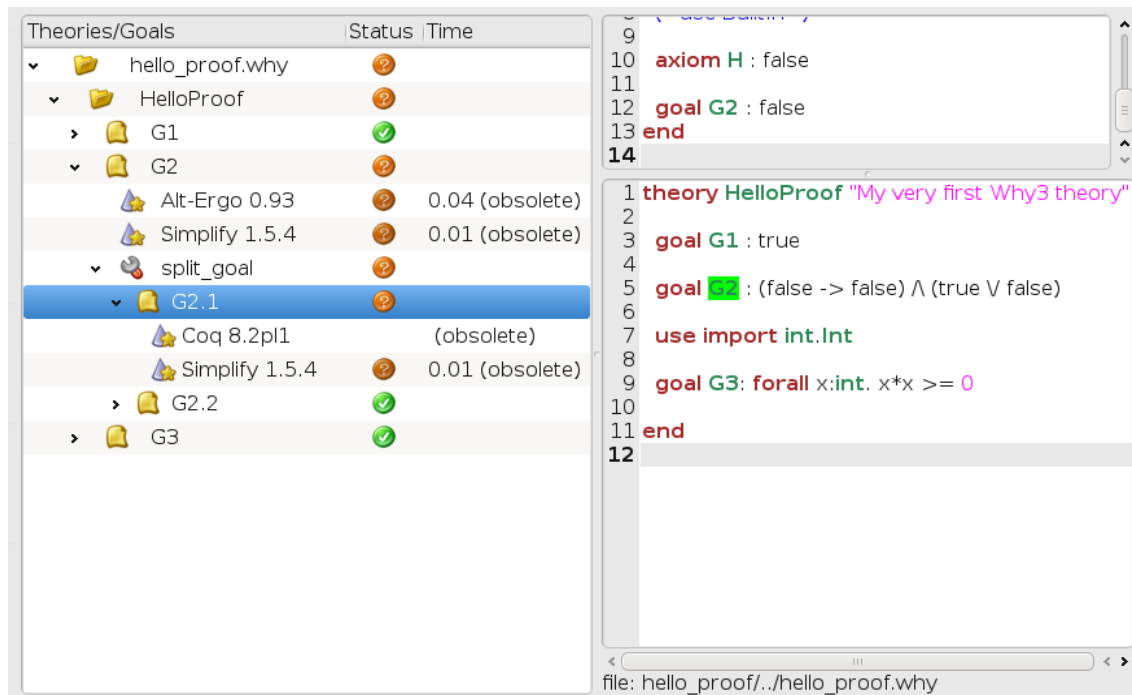 Theories/Goals Status Time
hello_proof.why
HelloProof
G1
G2
Alt-Ergo 0.93 0.04 (obsolete)
Simplify 1.5.4 0.01 (obsolete)
split_goal
G2.1
Coq 8.2pl1 (obsolete)
Simplify 1.5.4 0.01 (obsolete)
G2.2
G3
9
10 axiom H : false
11
12 goal G2 : false
13 end
14
1 theory HelloProof "My very first Why3 theory"
2
3 goal G1 : true
4
5 goal G2 : (false -> false) /\ (true \/ false)
6
7 use import int.Int
8
9 goal G3: forall x:int. x*x >= 0
10
11 end
12
file: hello_proof/../hello_proof.why